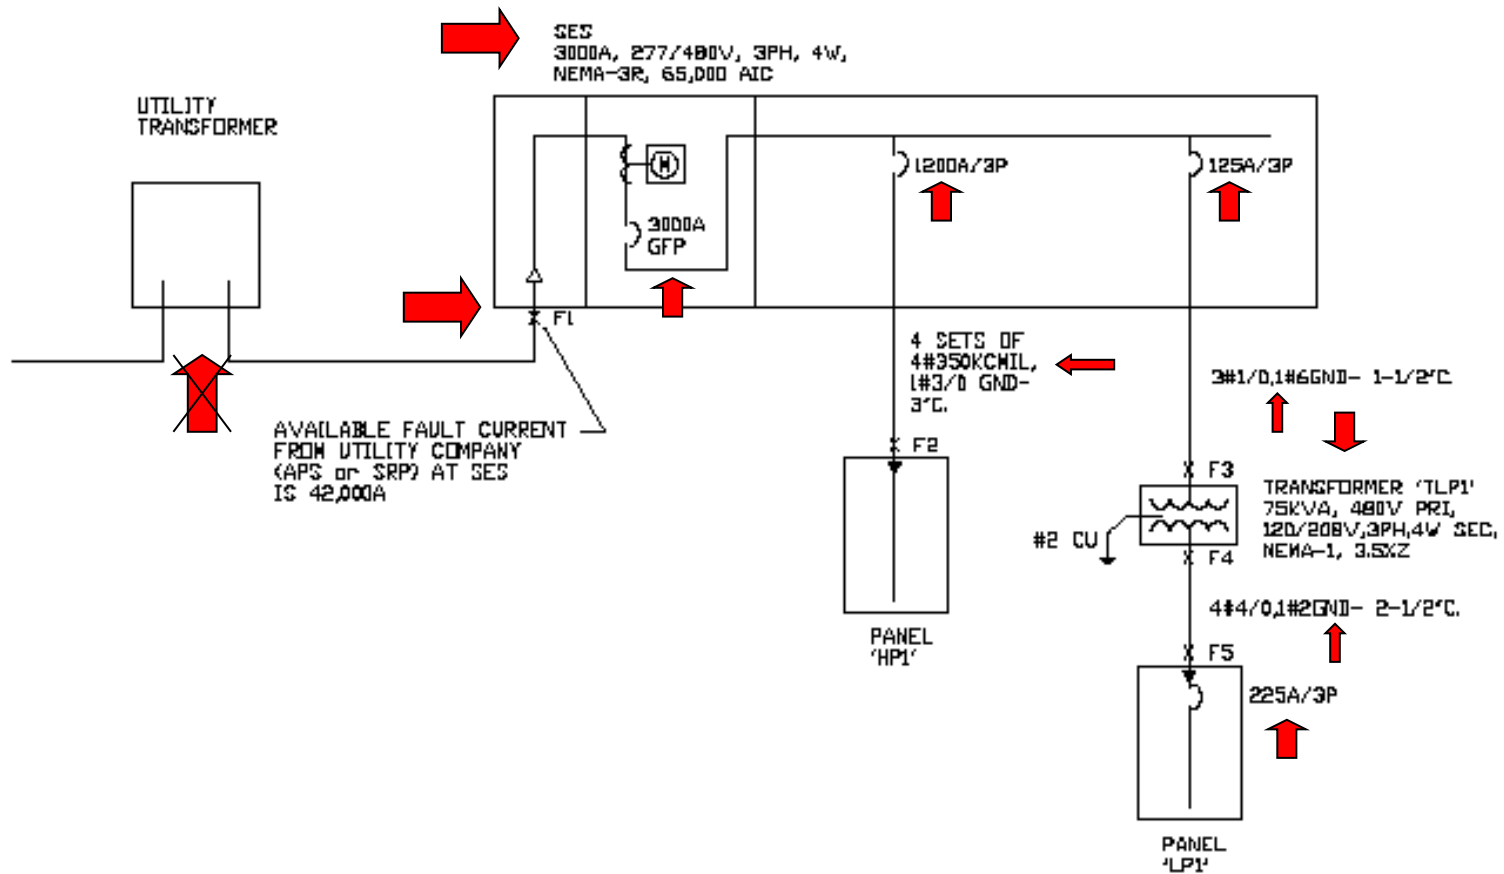 SES
3000A, 277/480V, 3PH, 4W,
NEMA-3R, 65,000 AIC
UTILITY
TRANSFORMER
M
1200A/3P
125A/3P
3000A
GFP
F1
4 SETS OF
4#350KCMIL,
1#3/0 GND-
3"C.
3#1/0,1#6GND- 1-1/2"C.
AVAILABLE FAULT CURRENT
FROM UTILITY COMPANY
(APS or SRP) AT SES
IS 42,000A
F2
F3
TRANSFORMER 'TLP1'
75KVA, 480V PRI,
120/208V,3PH,4W SEC,
NEMA-1, 3.5%Z
#2 CU
F4
4#4/0,1#2GND- 2-1/2"C.
PANEL
'HP1'
F5
225A/3P
PANEL
'LP1'